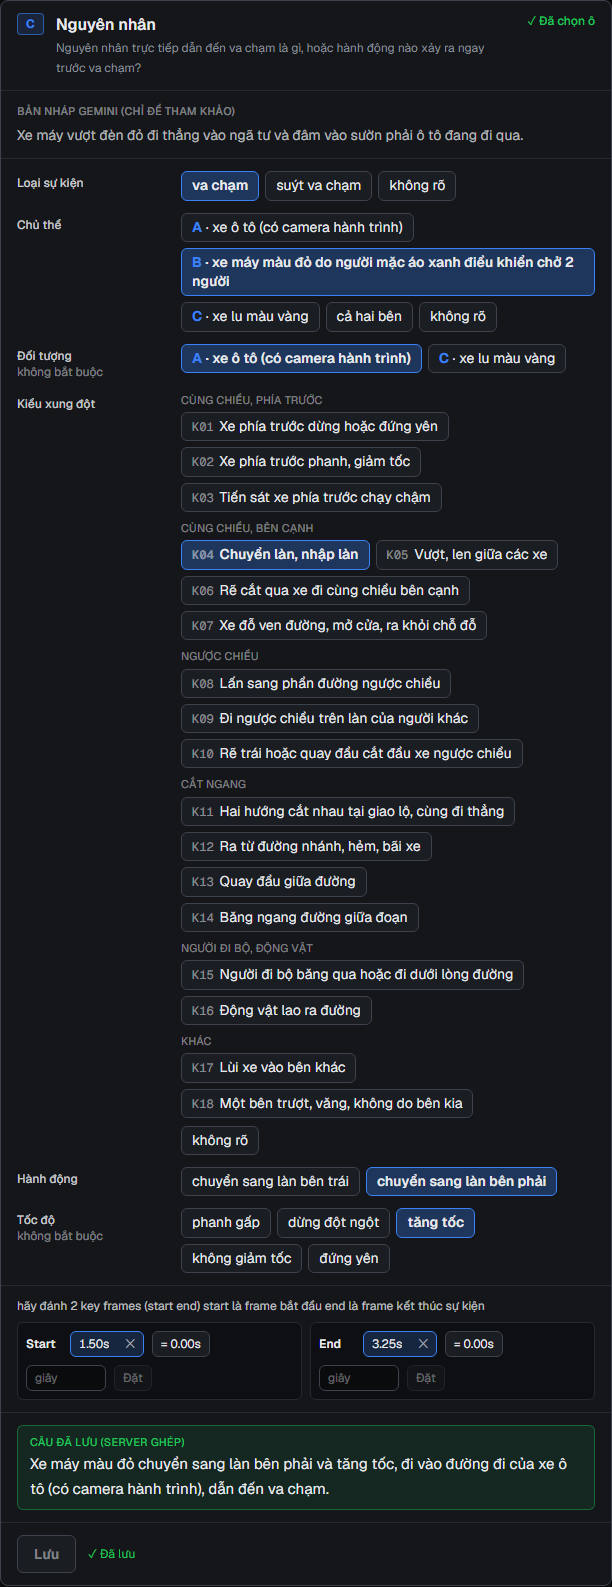 C
Nguyên nhân
✓ Đã chọn ô
Nguyên nhân trực tiếp dẫn đến va chạm là gì, hoặc hành động nào xảy ra ngay
trước va chạm?
BẢN NHÁP GEMINI (CHỈ ĐỂ THAM KHẢO)
Xe máy vượt đèn đỏ đi thẳng vào ngã tư và đâm vào sườn phải ô tô đang đi qua.
Loại sự kiện
va chạm
suýt va chạm
không rõ
Chủ thể
A · xe ô tô (có camera hành trình)
B · xe máy màu đỏ do người mặc áo xanh điều khiển chở 2
người
C · xe lu màu vàng
cả hai bên
không rõ
Đối tượng
không bắt buộc
A · xe ô tô (có camera hành trình)
C · xe lu màu vàng
Kiểu xung đột
CÙNG CHIỀU, PHÍA TRƯỚC
K01 Xe phía trước dừng hoặc đứng yên
K02 Xe phía trước phanh, giảm tốc
K03 Tiến sát xe phía trước chạy chậm
CÙNG CHIỀU, BÊN CẠNH
K04 Chuyển làn, nhập làn
K05 Vượt, len giữa các xe
K06 Rẽ cắt qua xe đi cùng chiều bên cạnh
K07 Xe đỗ ven đường, mở cửa, ra khỏi chỗ đỗ
NGƯỢC CHIỀU
K08 Lấn sang phần đường ngược chiều
K09 Đi ngược chiều trên làn của người khác
K10 Rẽ trái hoặc quay đầu cắt đầu xe ngược chiều
CẮT NGANG
K11 Hai hướng cắt nhau tại giao lộ, cùng đi thẳng
K12 Ra từ đường nhánh, hẻm, bãi xe
K13 Quay đầu giữa đường
K14 Băng ngang đường giữa đoạn
NGƯỜI ĐI BỘ, ĐỘNG VẬT
K15 Người đi bộ băng qua hoặc đi dưới lòng đường
K16 Động vật lao ra đường
KHÁC
K17 Lùi xe vào bên khác
K18 Một bên trượt, văng, không do bên kia
không rõ
Hành động
chuyển sang làn bên trái
chuyển sang làn bên phải
Tốc độ
không bắt buộc
phanh gấp
dừng đột ngột
tăng tốc
không giảm tốc
đứng yên
hãy đánh 2 key frames (start end) start là frame bắt đầu end là frame kết thúc sự kiện
Start
1.50s ×
= 0.00s
giây
Đặt
End
3.25s ×
= 0.00s
giây
Đặt
CÂU ĐÃ LƯU (SERVER GHÉP)
Xe máy màu đỏ chuyển sang làn bên phải và tăng tốc, đi vào đường đi của xe ô
tô (có camera hành trình), dẫn đến va chạm.
Lưu
✓ Đã lưu